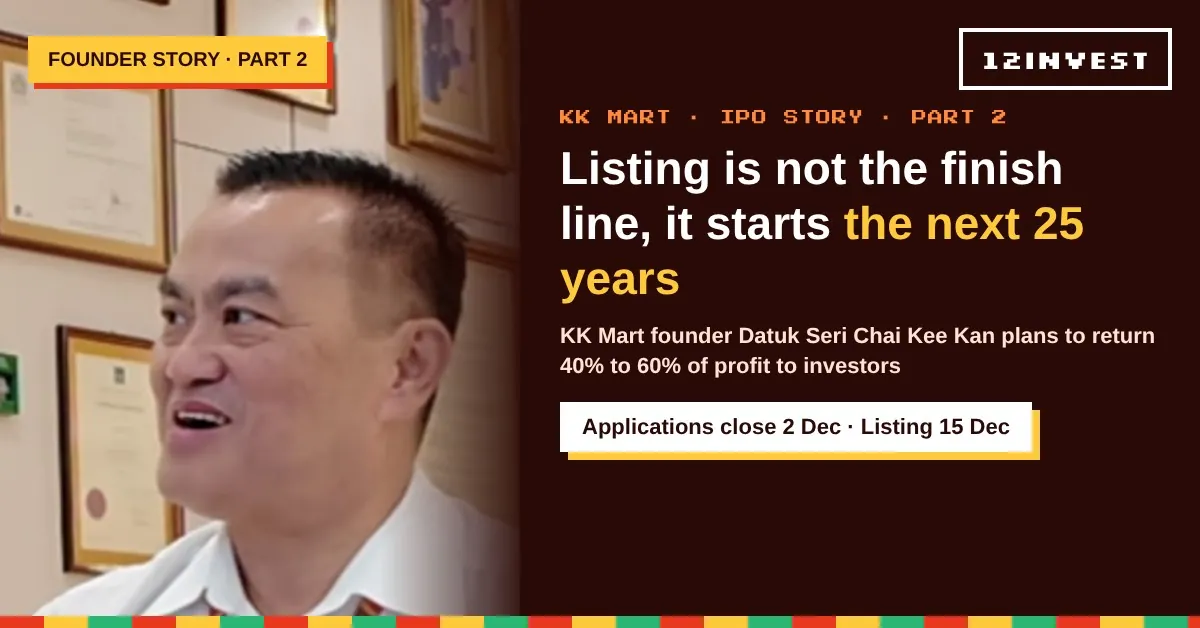 FOUNDER STORY · PART 2
12INVEST
KK MART · IPO STORY · PART 2
Listing is not the finish
line, it starts the next 25
years
KK Mart founder Datuk Seri Chai Kee Kan plans to return
40% to 60% of profit to investors
Applications close 2 Dec · Listing 15 Dec